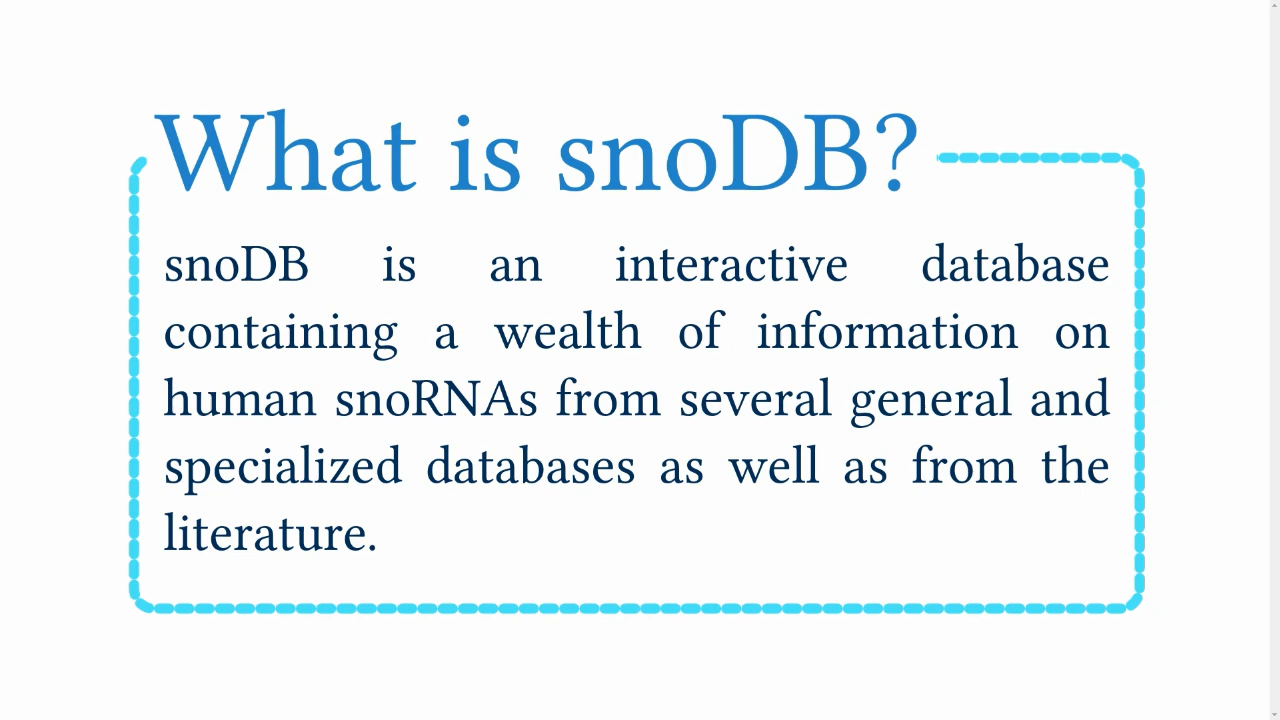 What is snoDB?
snoDB is an interactive database
containing a wealth of information on
human snoRNAs from several general and
specialized databases as well as from the
literature.